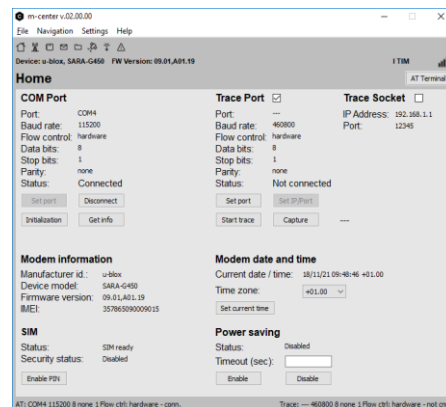 m-center v.02.00.00
File Navigation Settings Help
Device: u-blox, SARA-G450 FW Version: 09.01,A01.19 I TIM
Home AT Terminal
COM Port Trace Port Trace Socket
Port: COM4 Port: --- IP Address: 192.168.1.1
Baud rate: 115200 Baud rate: 460800 Port: 12345
Flow control: hardware Flow control: hardware
Data bits: 8 Data bits: 8
Stop bits: 1 Stop bits: 1
Parity: none Parity: none
Status: Connected Status: Not connected
Set port Disconnect Set port Set IP/Port
Initialization Get info Start trace Capture ---
Modem information Modem date and time
Manufacturer id.: u-blox Current date / time: 18/11/21 09:48:46 +01.00
Device model: SARA-G450 Time zone: +01.00
Firmware version: 09.01,A01.19
IMEI: 357865090009015 Set current time
SIM Power saving
Status: SIM ready Status: Disabled
Security status: Disabled Timeout (sec):
Enable PIN Enable Disable
AT: COM4 115200 8 none 1 Flow ctrl: hardware - conn. Trace: --- 460800 8 none 1 Flow ctrl: hardware - not cn